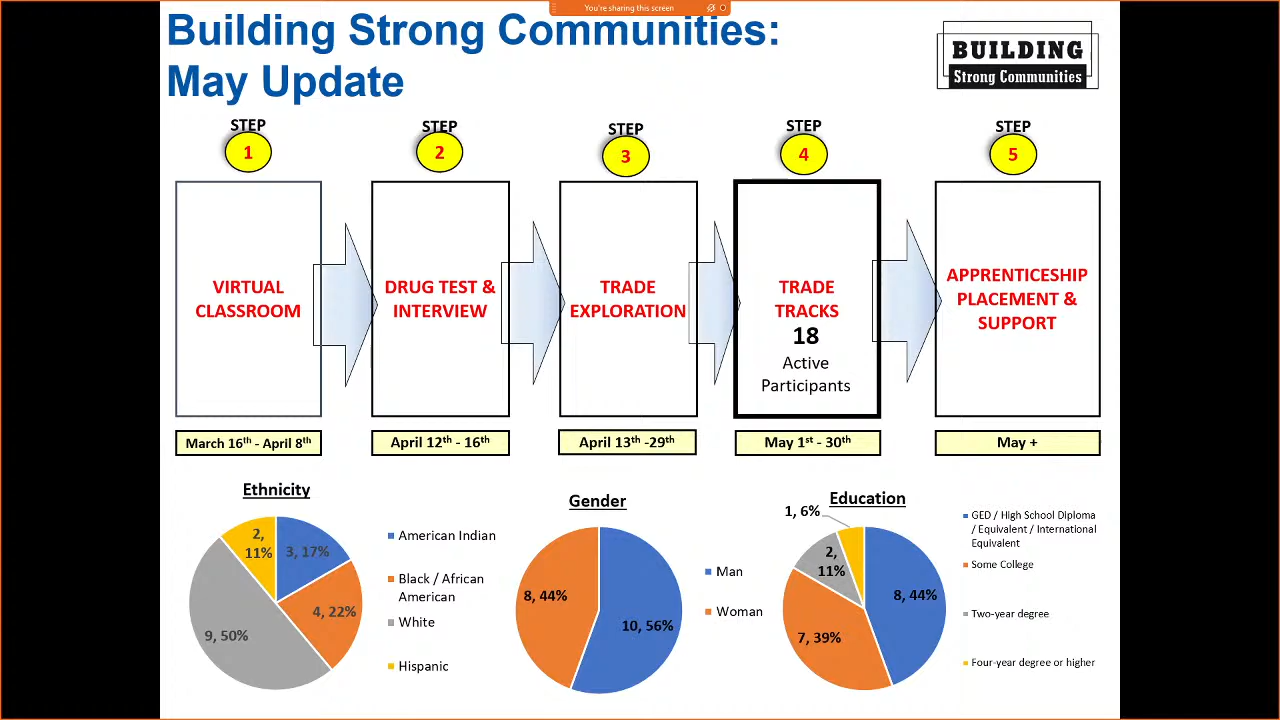 You're sharing this screen
Building Strong Communities:
May Update
BUILDING
Strong Communities
STEP
1
STEP
2
STEP
3
STEP
4
STEP
5
VIRTUAL
CLASSROOM
DRUG TEST &
INTERVIEW
TRADE
EXPLORATION
TRADE
TRACKS
18
Active
Participants
APPRENTICESHIP
PLACEMENT &
SUPPORT
March 16th - April 8th
April 12th - 16th
April 13th -29th
May 1st - 30th
May +
Ethnicity
2,
11%
3, 17%
4, 22%
9, 50%
American Indian
Black / African
American
White
Hispanic
Gender
8, 44%
10, 56%
Man
Woman
Education
1, 6%
2,
11%
8, 44%
7, 39%
GED / High School Diploma
/ Equivalent / International
Equivalent
Some College
Two-year degree
Four-year degree or higher